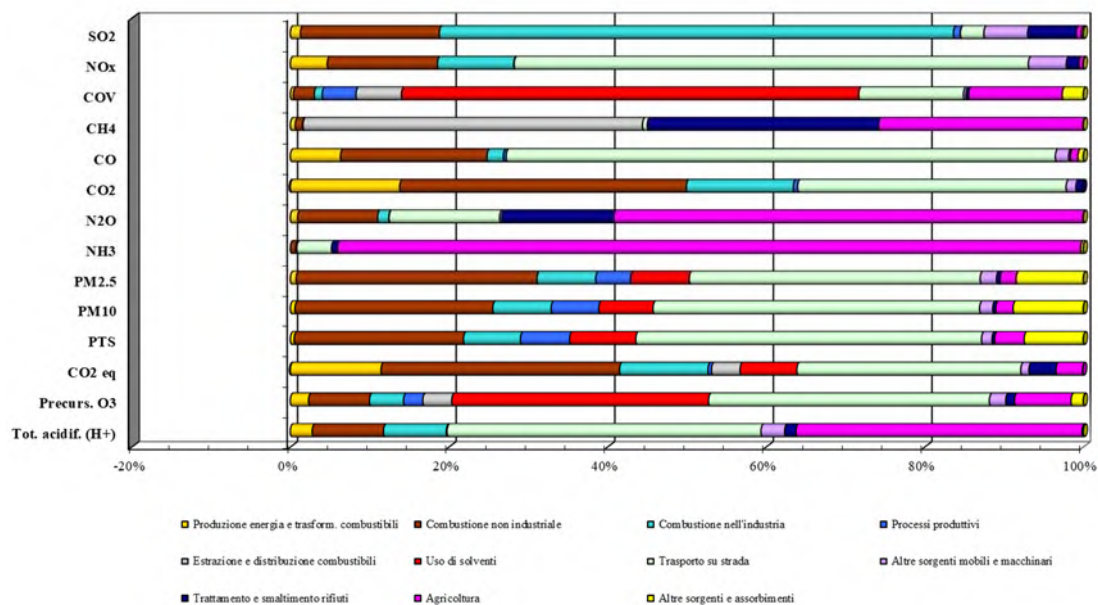 SO2
NOx
COV
CH4
CO
CO2
N2O
NH3
PM2.5
PM10
PTS
CO2 eq
Precurs. O3
Tot. acidif. (H+)
-20% 0% 20% 40% 60% 80% 100%
Produzione energia e trasform. combustibili Combustione non industriale Combustione nell'industria Processi produttivi
Estrazione e distribuzione combustibili Uso di solventi Trasporto su strada Altre sorgenti mobili e macchinari
Trattamento e smaltimento rifiuti Agricoltura Altre sorgenti e assorbimenti